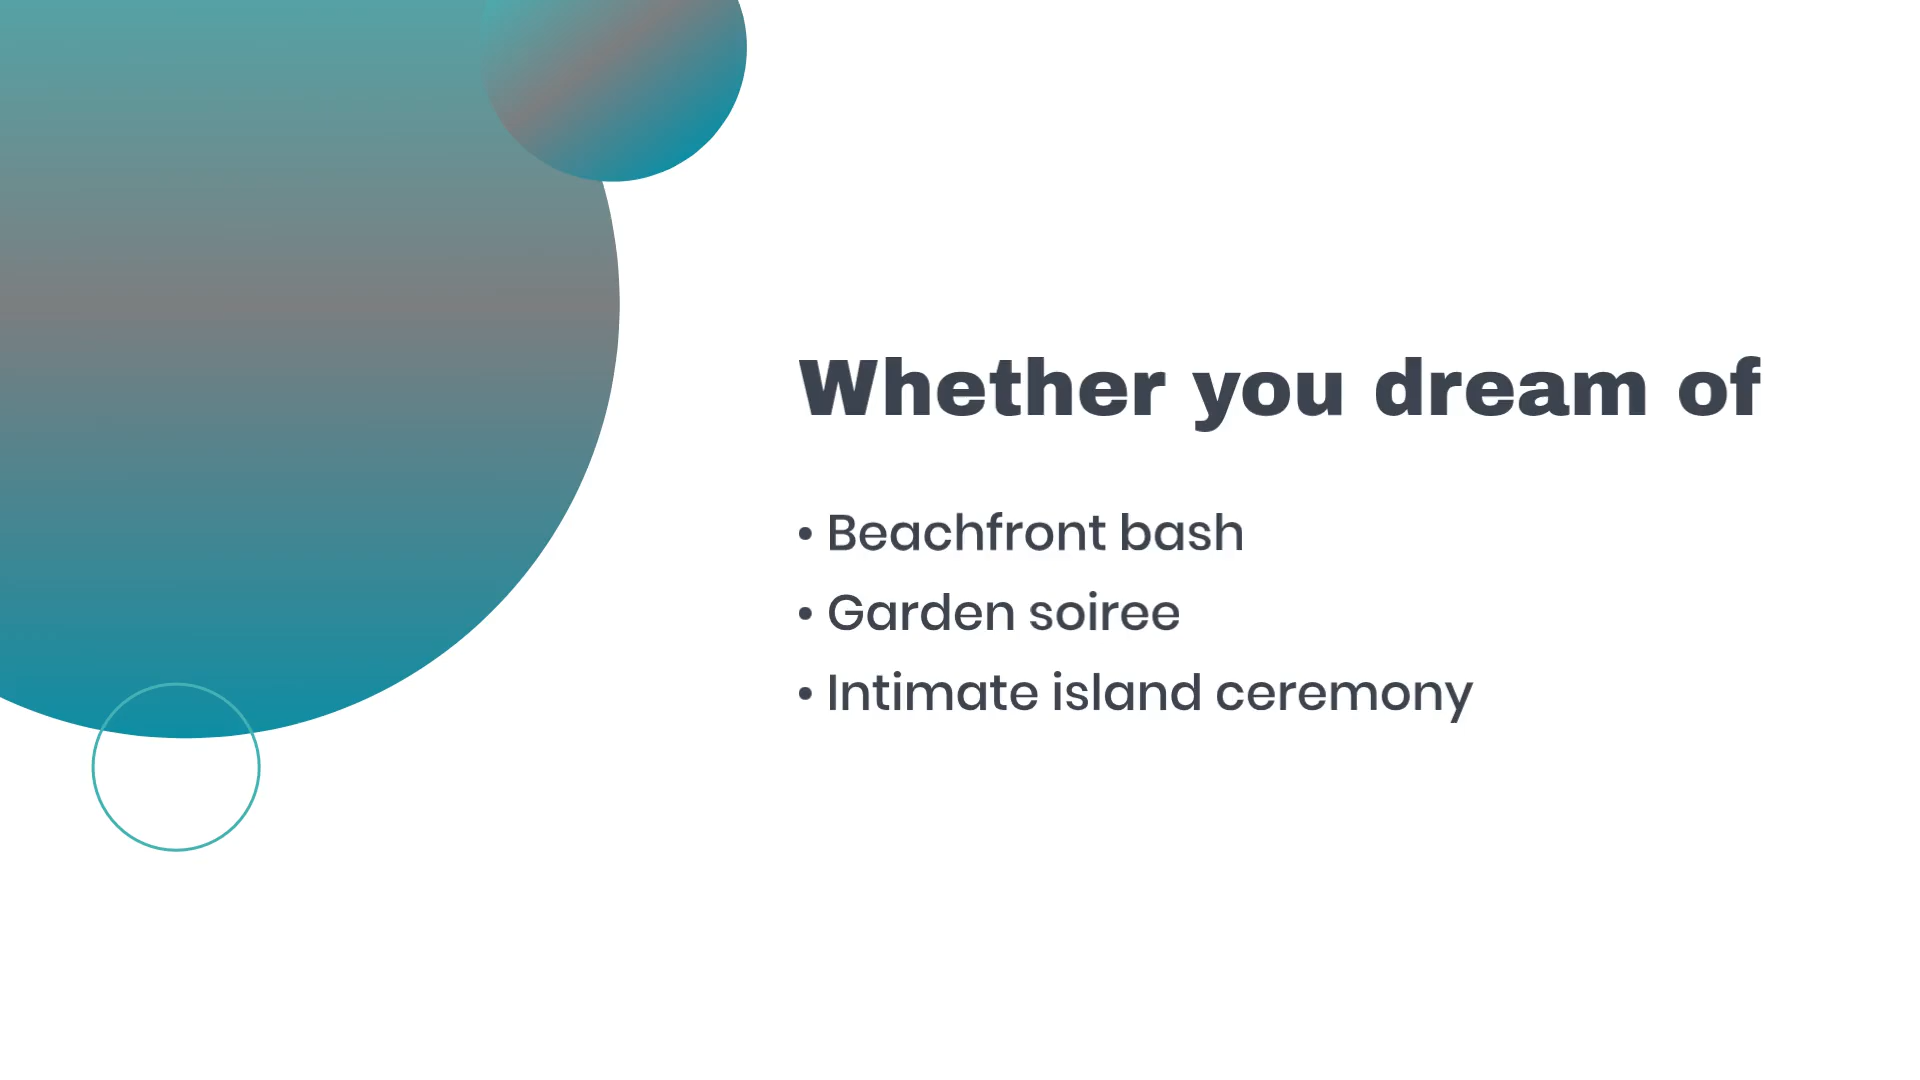 Whether you dream of
• Beachfront bash
• Garden soiree
• Intimate island ceremony